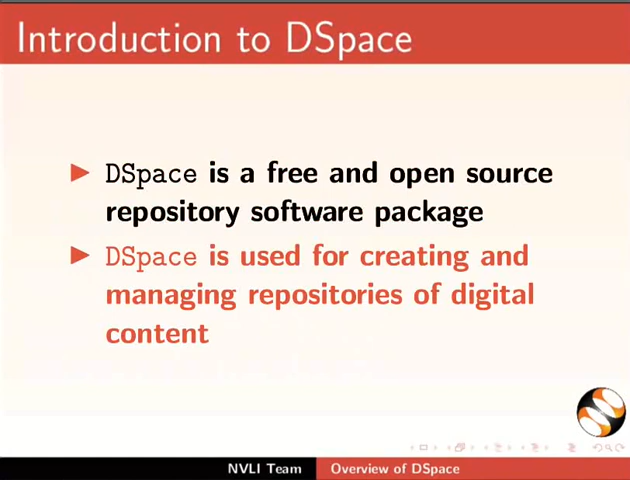 Introduction to DSpace
DSpace is a free and open source
repository software package
DSpace is used for creating and
managing repositories of digital
content
NVLI Team
Overview of DSpace